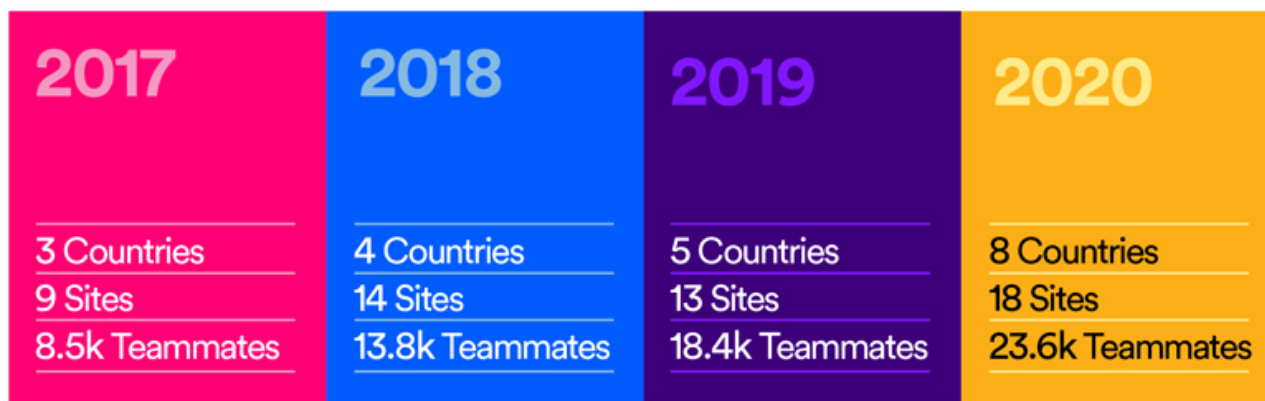 2017
3 Countries
9 Sites
8.5k Teammates
2018
4 Countries
14 Sites
13.8k Teammates
2019
5 Countries
13 Sites
18.4k Teammates
2020
8 Countries
18 Sites
23.6k Teammates